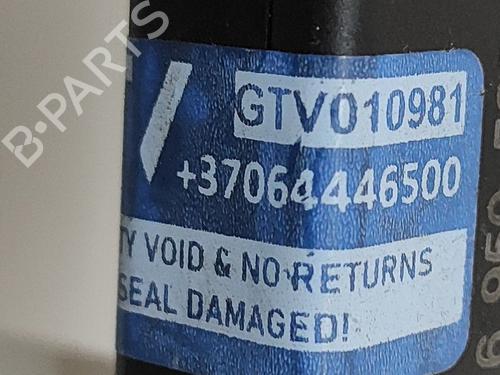 B-PARTS
GTV010981
+37064446500
TY VOID & NO RETURNS
SEAL DAMAGED!